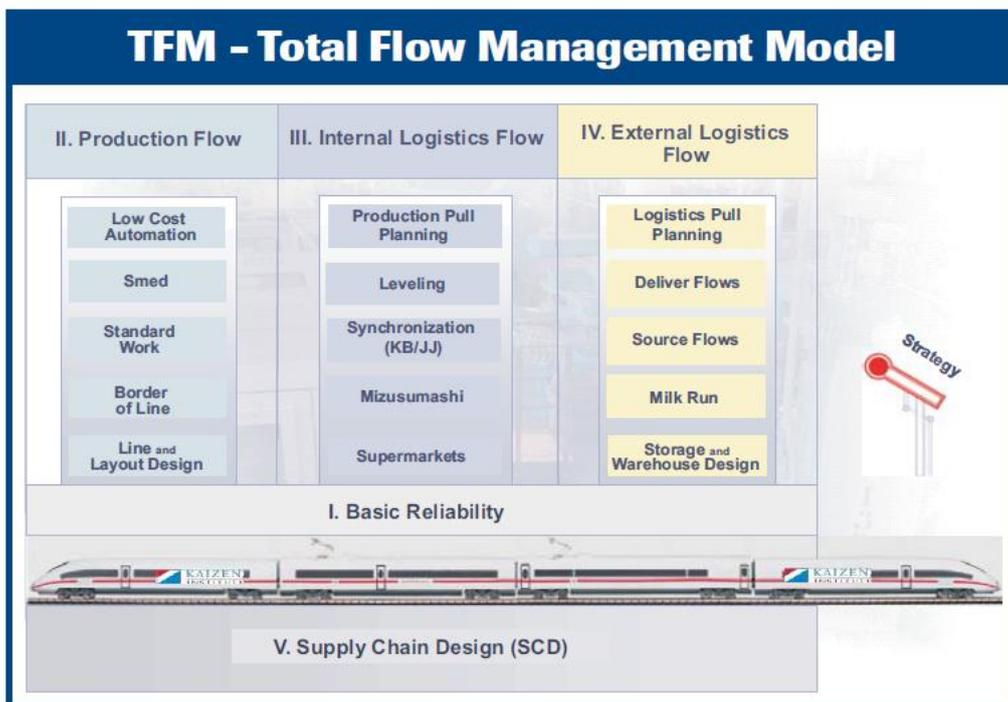 TFM – Total Flow Management Model
II. Production Flow
III. Internal Logistics Flow
IV. External Logistics
Flow
Low Cost
Automation
Smed
Standard
Work
Border
of Line
Line and
Layout Design
Production Pull
Planning
Leveling
Synchronization
(KB/JJ)
Mizusumashi
Supermarkets
Logistics Pull
Planning
Deliver Flows
Source Flows
Milk Run
Storage and
Warehouse Design
Strategy
I. Basic Reliability
KAIZEN
INSTITUTE
KAIZEN
INSTITUTE
V. Supply Chain Design (SCD)